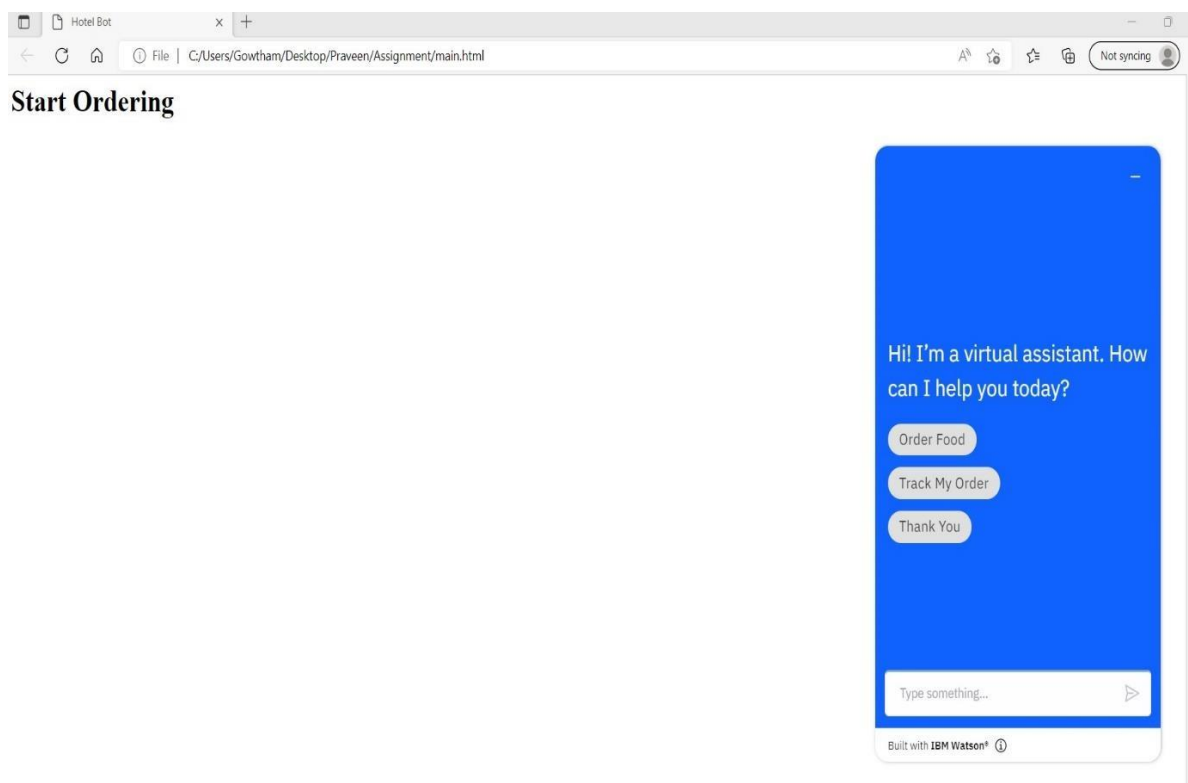 Hotel Bot
File | C:/Users/Gowtham/Desktop/Praveen/Assignment/main.html
Not syncing
Start Ordering
Hi! I’m a virtual assistant. How
can I help you today?
Order Food
Track My Order
Thank You
Type something...
Built with IBM Watson®